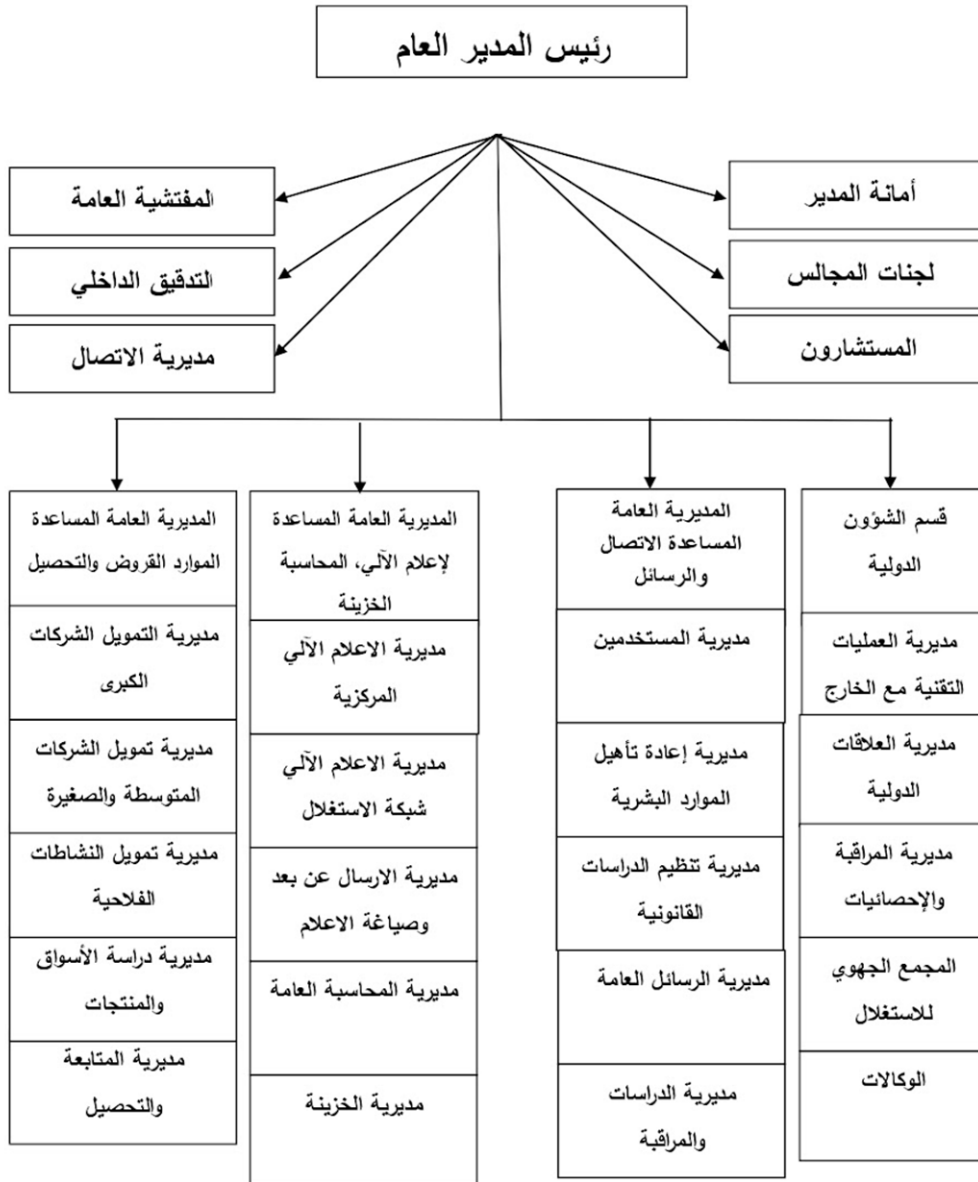 رئيس المدير العام
أمانة المدير
لجنات المجالس
المستشارون
المفتشية العامة
التدقيق الداخلي
مديرية الاتصال
قسم الشؤون
الدولية
مديرية العمليات
التقنية مع الخارج
مديرية العلاقات
الدولية
مديرية المراقبة
والإحصائيات
المجمع الجهوي
للاستغلال
الوكالات
المديرية العامة
المساعدة الاتصال
والرسائل
مديرية المستخدمين
مديرية إعادة تأهيل
الموارد البشرية
مديرية تنظيم الدراسات
القانونية
مديرية الرسائل العامة
مديرية الدراسات
والمراقبة
المديرية العامة المساعدة
لإعلام الآلي، المحاسبة
الخزينة
مديرية الاعلام الآلي
المركزية
مديرية الاعلام الآلي
شبكة الاستغلال
مديرية الارسال عن بعد
وصياغة الاعلام
مديرية المحاسبة العامة
مديرية الخزينة
المديرية العامة المساعدة
الموارد القروض والتحصيل
مديرية التمويل الشركات
الكبرى
مديرية تمويل الشركات
المتوسطة والصغيرة
مديرية تمويل النشاطات
الفلاحية
مديرية دراسة الأسواق
والمنتجات
مديرية المتابعة
والتحصيل